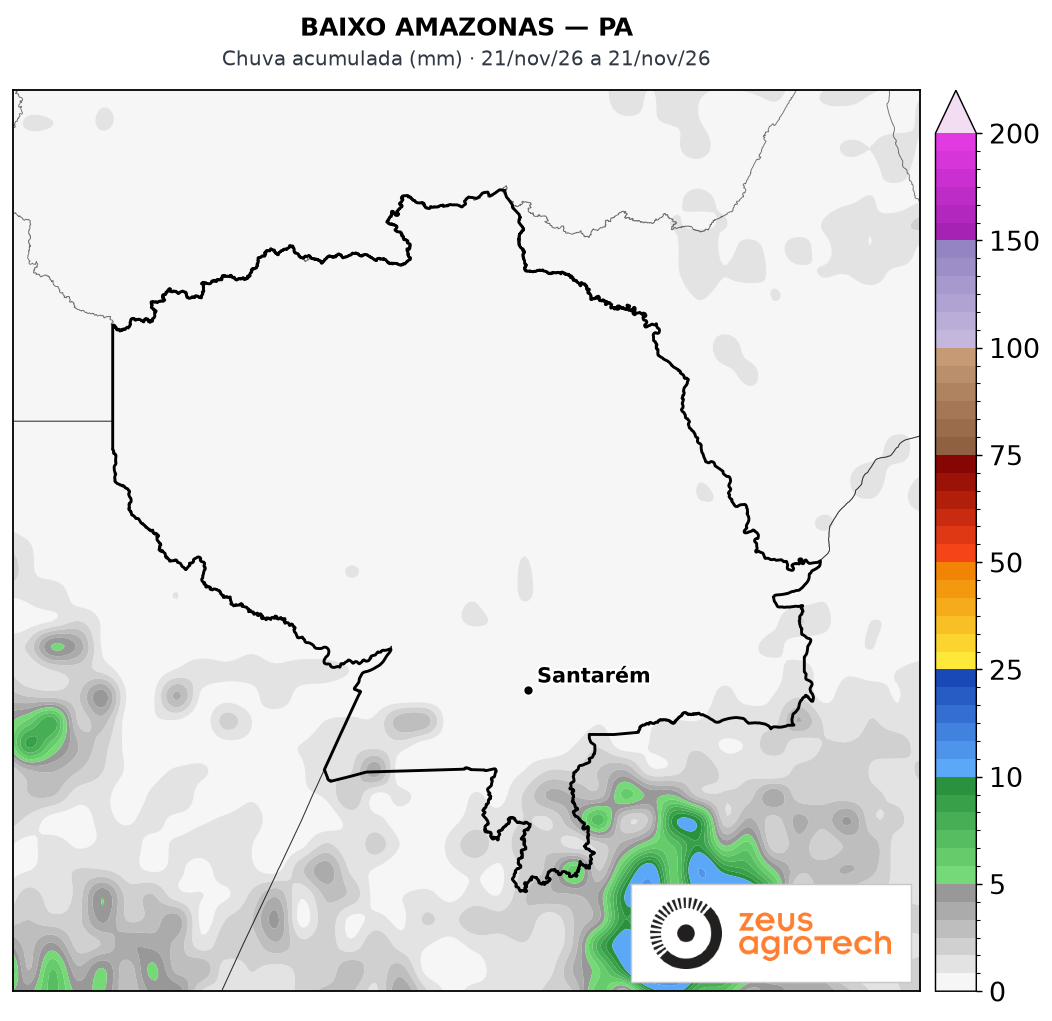 BAIXO AMAZONAS — PA
Chuva acumulada (mm) · 21/nov/26 a 21/nov/26
200
150
100
75
50
25
10
5
0
Santarém
zeus
agrotech